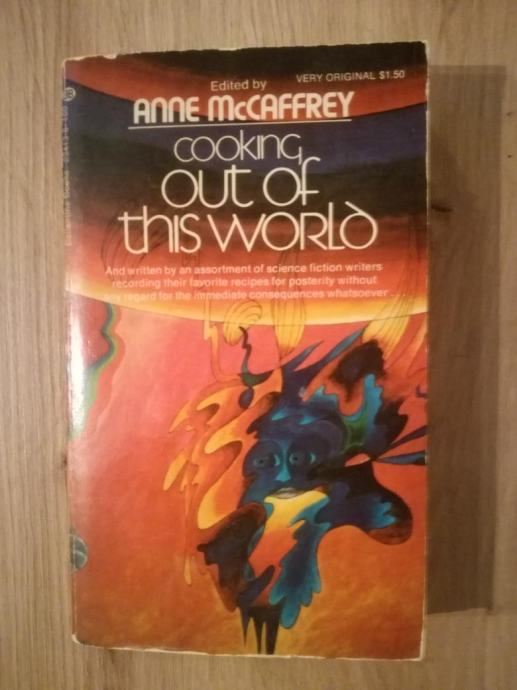 Edited by
VERY ORIGINAL $1.50
ANNE McCAFFREY
cooking
out of
this world
And written by an assortment of science fiction writers
recording their favorite recipes for posterity without
any regard for the immediate consequences whatsoever...